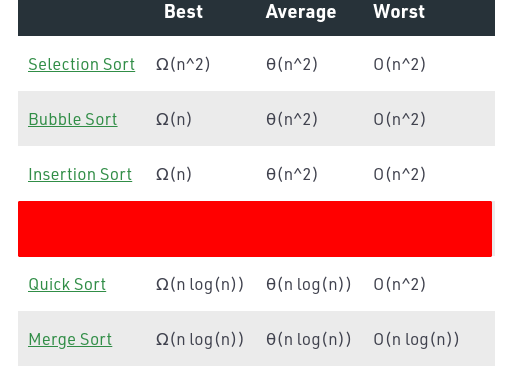 Best Average Worst
Selection Sort Ω(n^2) θ(n^2) O(n^2)
Bubble Sort Ω(n) θ(n^2) O(n^2)
Insertion Sort Ω(n) θ(n^2) O(n^2)
Quick Sort Ω(n log(n)) θ(n log(n)) O(n^2)
Merge Sort Ω(n log(n)) θ(n log(n)) O(n log(n))